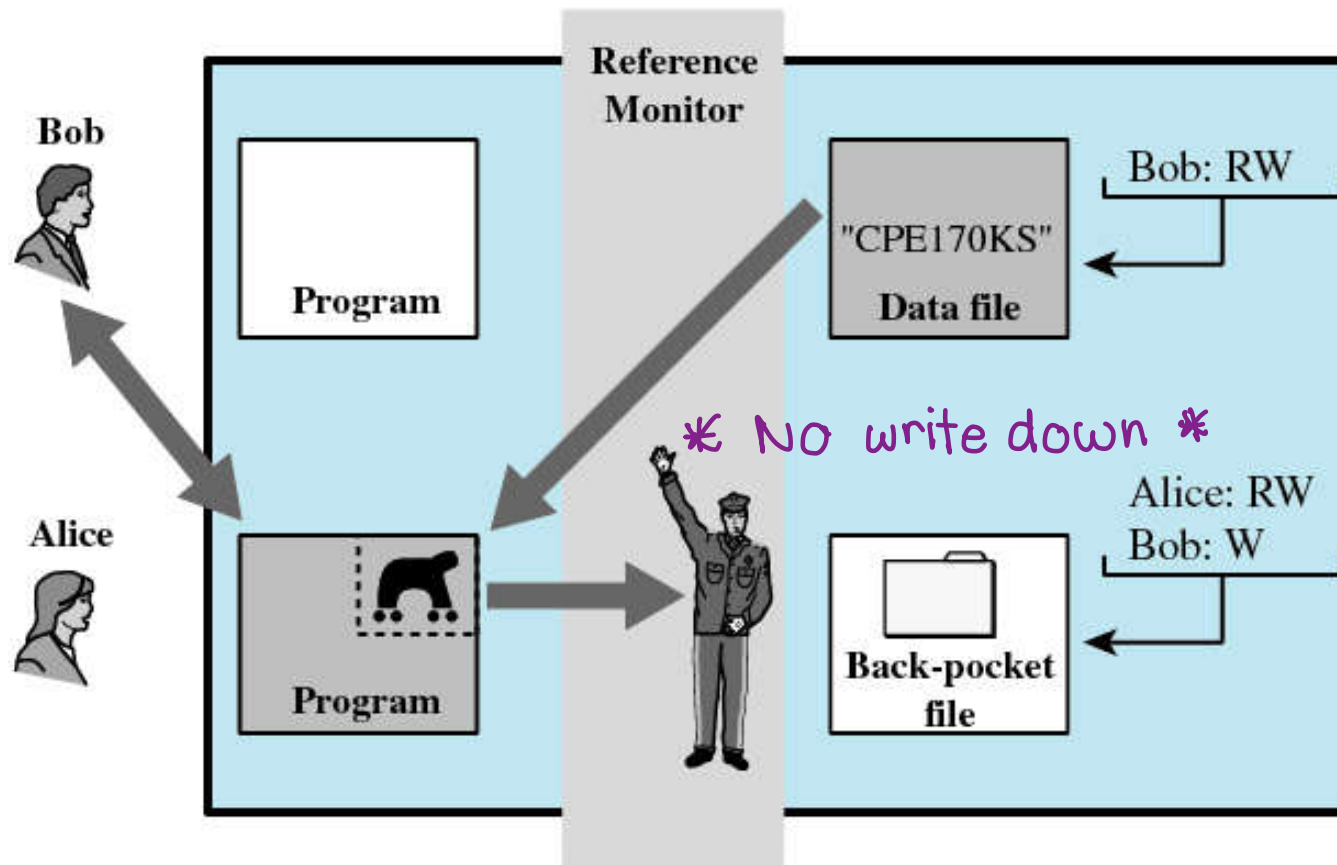 Reference
Monitor
Bob
Program
"CPE170KS"
Data file
Bob: RW
* No write down *
Alice
Program
Back-pocket
file
Alice: RW
Bob: W